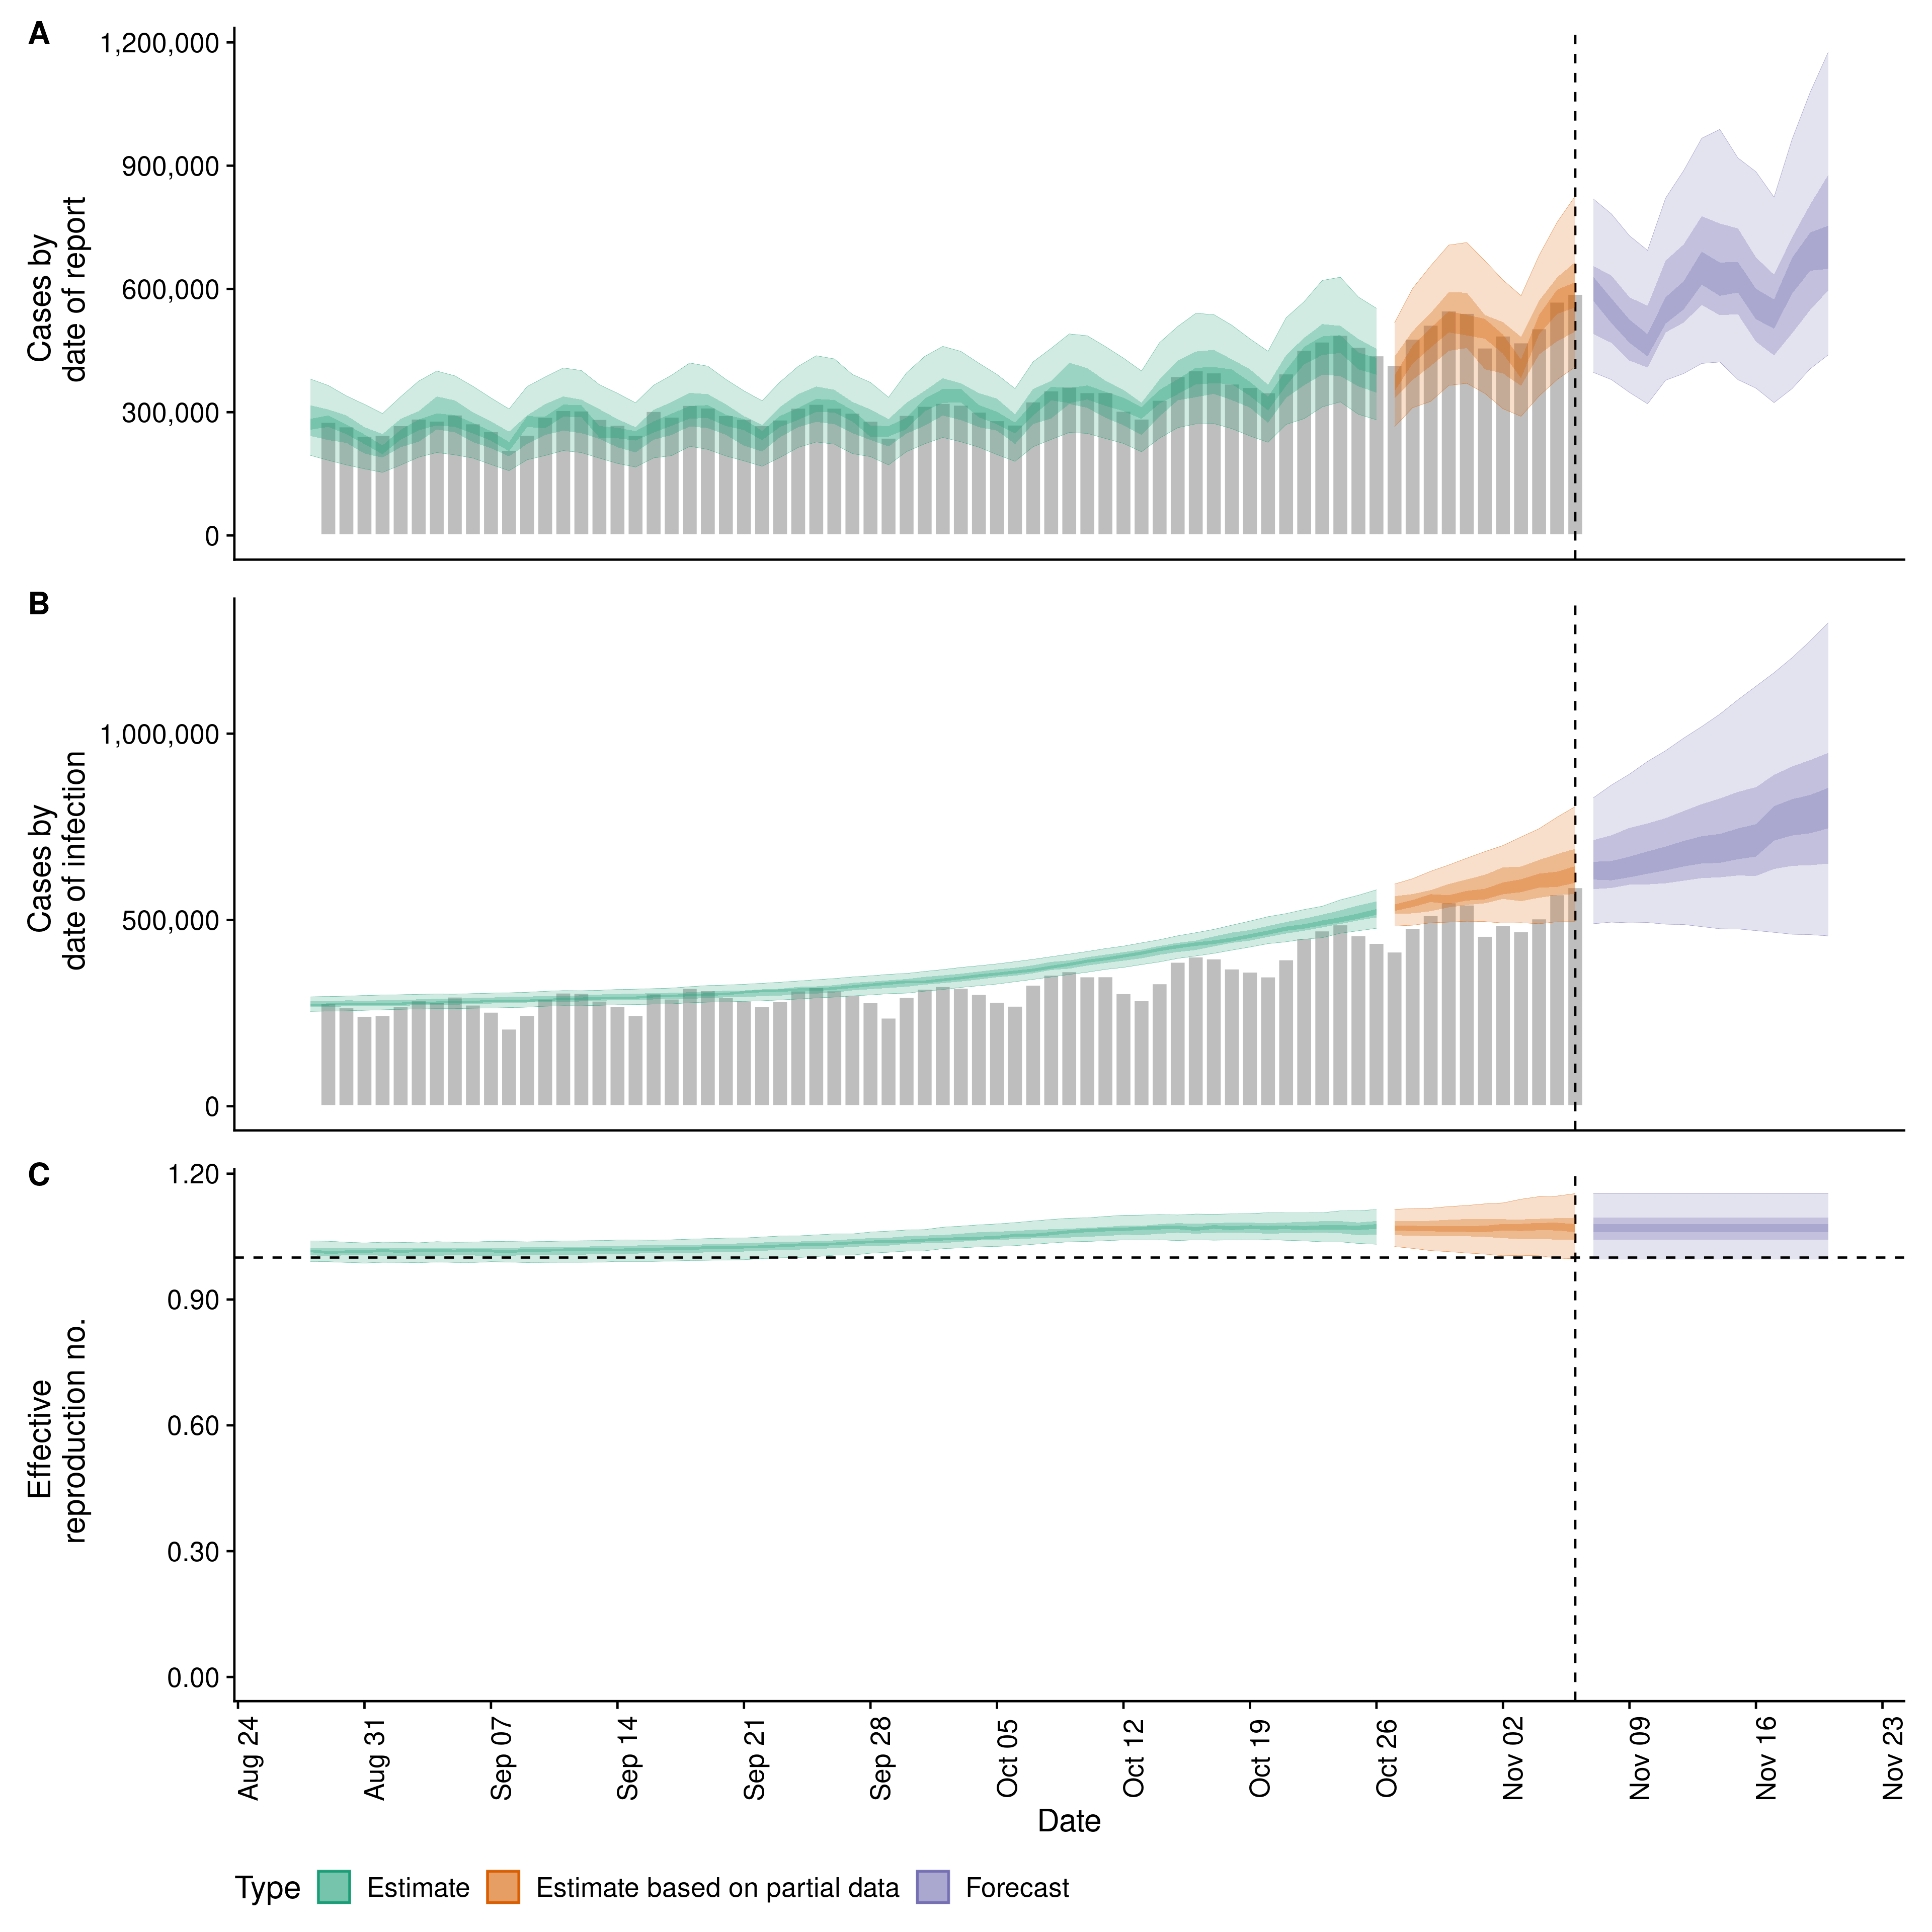 A
1,200,000
900,000
600,000
300,000
0
Cases by
date of report
B
1,000,000
500,000
0
Cases by
date of infection
C
1.20
0.90
0.60
0.30
0.00
Effective
reproduction no.
Aug 24
Aug 31
Sep 07
Sep 14
Sep 21
Sep 28
Oct 05
Oct 12
Oct 19
Oct 26
Nov 02
Nov 09
Nov 16
Nov 23
Date
Type Estimate Estimate based on partial data Forecast